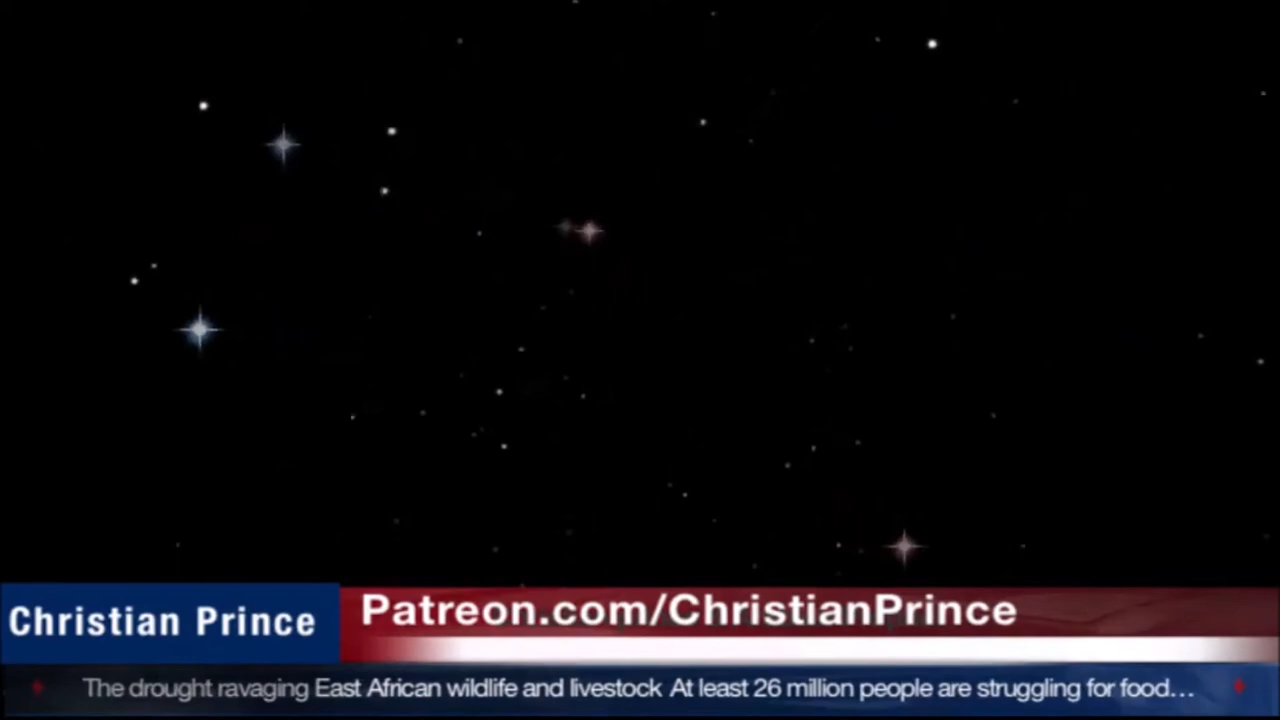 Christian Prince
Patreon.com/ChristianPrince
The drought ravaging East African wildlife and livestock At least 26 million people are struggling for food…